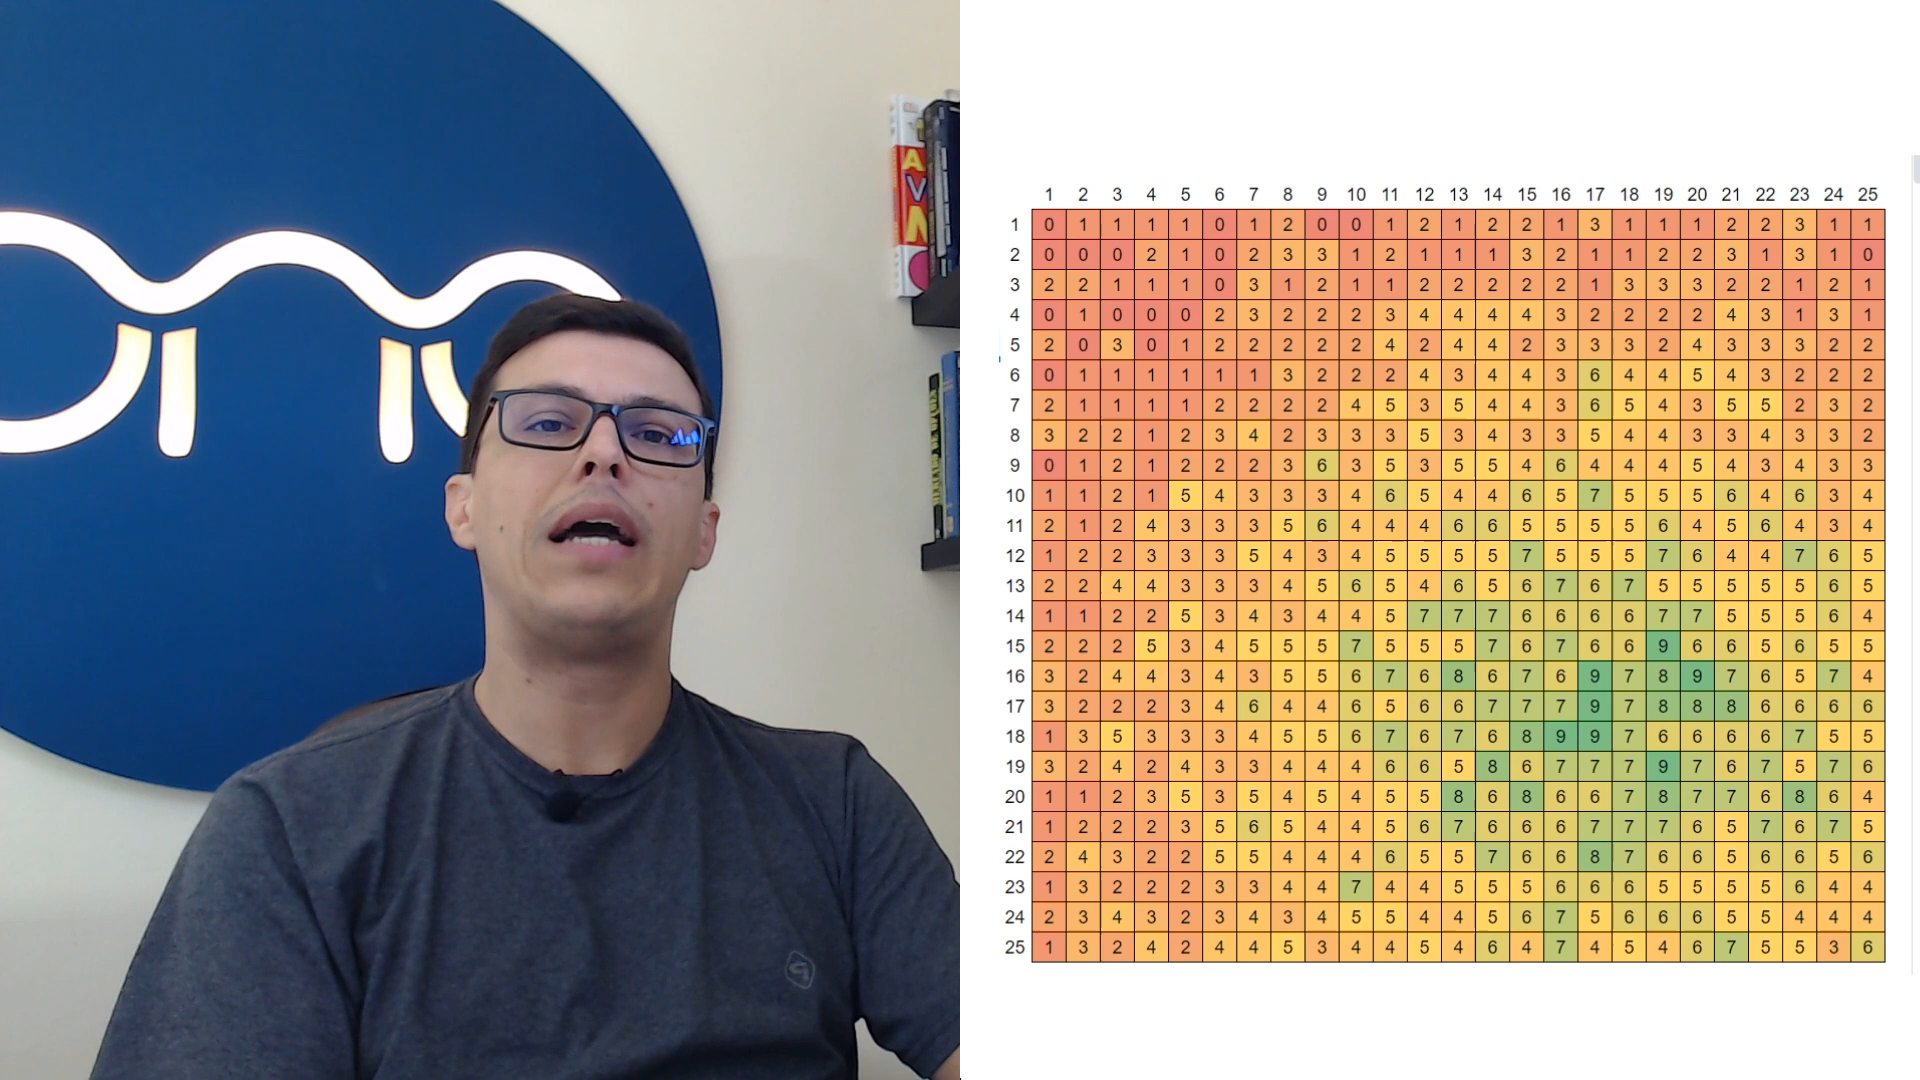 A
V
A
1 2 3 4 5 6 7 8 9 10 11 12 13 14 15 16 17 18 19 20 21 22 23 24 25
1 0 1 1 1 1 0 1 2 0 0 1 2 1 2 2 1 3 1 1 1 2 2 3 1 1
2 0 0 0 2 1 0 2 3 3 1 2 1 1 1 3 2 1 1 2 2 3 1 3 1 0
3 2 2 1 1 1 0 3 1 2 1 1 2 2 2 2 2 1 3 3 3 2 2 1 2 1
4 0 1 0 0 0 2 3 2 2 2 3 4 4 4 4 3 2 2 2 2 4 3 1 3 1
5 2 0 3 0 1 2 2 2 2 2 4 2 4 4 2 3 3 3 2 4 3 3 3 2 2
6 0 1 1 1 1 1 1 3 2 2 2 4 3 4 4 3 6 4 4 5 4 3 2 2 2
7 2 1 1 1 1 2 2 2 2 4 5 3 5 4 4 3 6 5 4 3 5 5 2 3 2
8 3 2 2 1 2 3 4 2 3 3 3 5 3 4 3 3 5 4 4 3 3 4 3 3 2
9 0 1 2 1 2 2 2 3 6 3 5 3 5 5 4 6 4 4 4 5 4 3 4 3 3
10 1 1 2 1 5 4 3 3 3 4 6 5 4 4 6 5 7 5 5 5 6 4 6 3 4
11 2 1 2 4 3 3 3 5 6 4 4 4 6 6 5 5 5 5 6 4 5 6 4 3 4
12 1 2 2 3 3 3 5 4 3 4 5 5 5 5 7 5 5 5 7 6 4 4 7 6 5
13 2 2 4 4 3 3 3 4 5 6 5 4 6 5 6 7 6 7 5 5 5 5 5 6 5
14 1 1 2 2 5 3 4 3 4 4 5 7 7 7 6 6 6 6 7 7 5 5 5 6 4
15 2 2 2 5 3 4 5 5 5 7 5 5 5 7 6 7 6 6 9 6 6 5 6 5 5
16 3 2 4 4 3 4 3 5 5 6 7 6 8 6 7 6 9 7 8 9 7 6 5 7 4
17 3 2 2 2 3 4 6 4 4 6 5 6 6 7 7 7 9 7 8 8 8 6 6 6 6
18 1 3 5 3 3 3 4 5 5 6 7 6 7 6 8 9 9 7 6 6 6 6 7 5 5
19 3 2 4 2 4 3 3 4 4 4 6 6 5 8 6 7 7 7 9 7 6 7 5 7 6
20 1 1 2 3 5 3 5 4 5 4 5 5 8 6 8 6 6 7 8 7 7 6 8 6 4
21 1 2 2 2 3 5 6 5 4 4 5 6 7 6 6 6 7 7 7 6 5 7 6 7 5
22 2 4 3 2 2 5 5 4 4 4 6 5 5 7 6 6 8 7 6 6 5 6 6 5 6
23 1 3 2 2 2 3 3 4 4 7 4 4 5 5 5 6 6 6 5 5 5 5 6 4 4
24 2 3 4 3 2 3 4 3 4 5 5 4 4 5 6 7 5 6 6 6 5 5 4 4 4
25 1 3 2 4 2 4 4 5 3 4 4 5 4 6 4 7 4 5 4 6 7 5 5 3 6